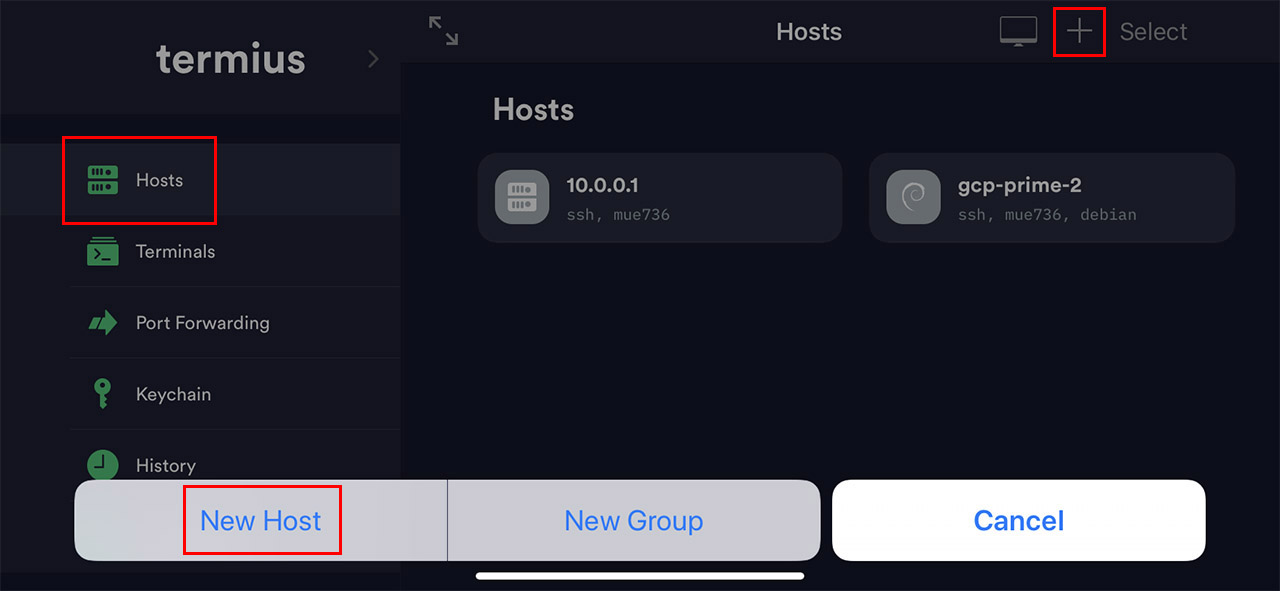 termius
Hosts
Select
Hosts
Hosts
10.0.0.1
ssh, mue736
gcp-prime-2
ssh, mue736, debian
Terminals
Port Forwarding
Keychain
History
New Host
New Group
Cancel